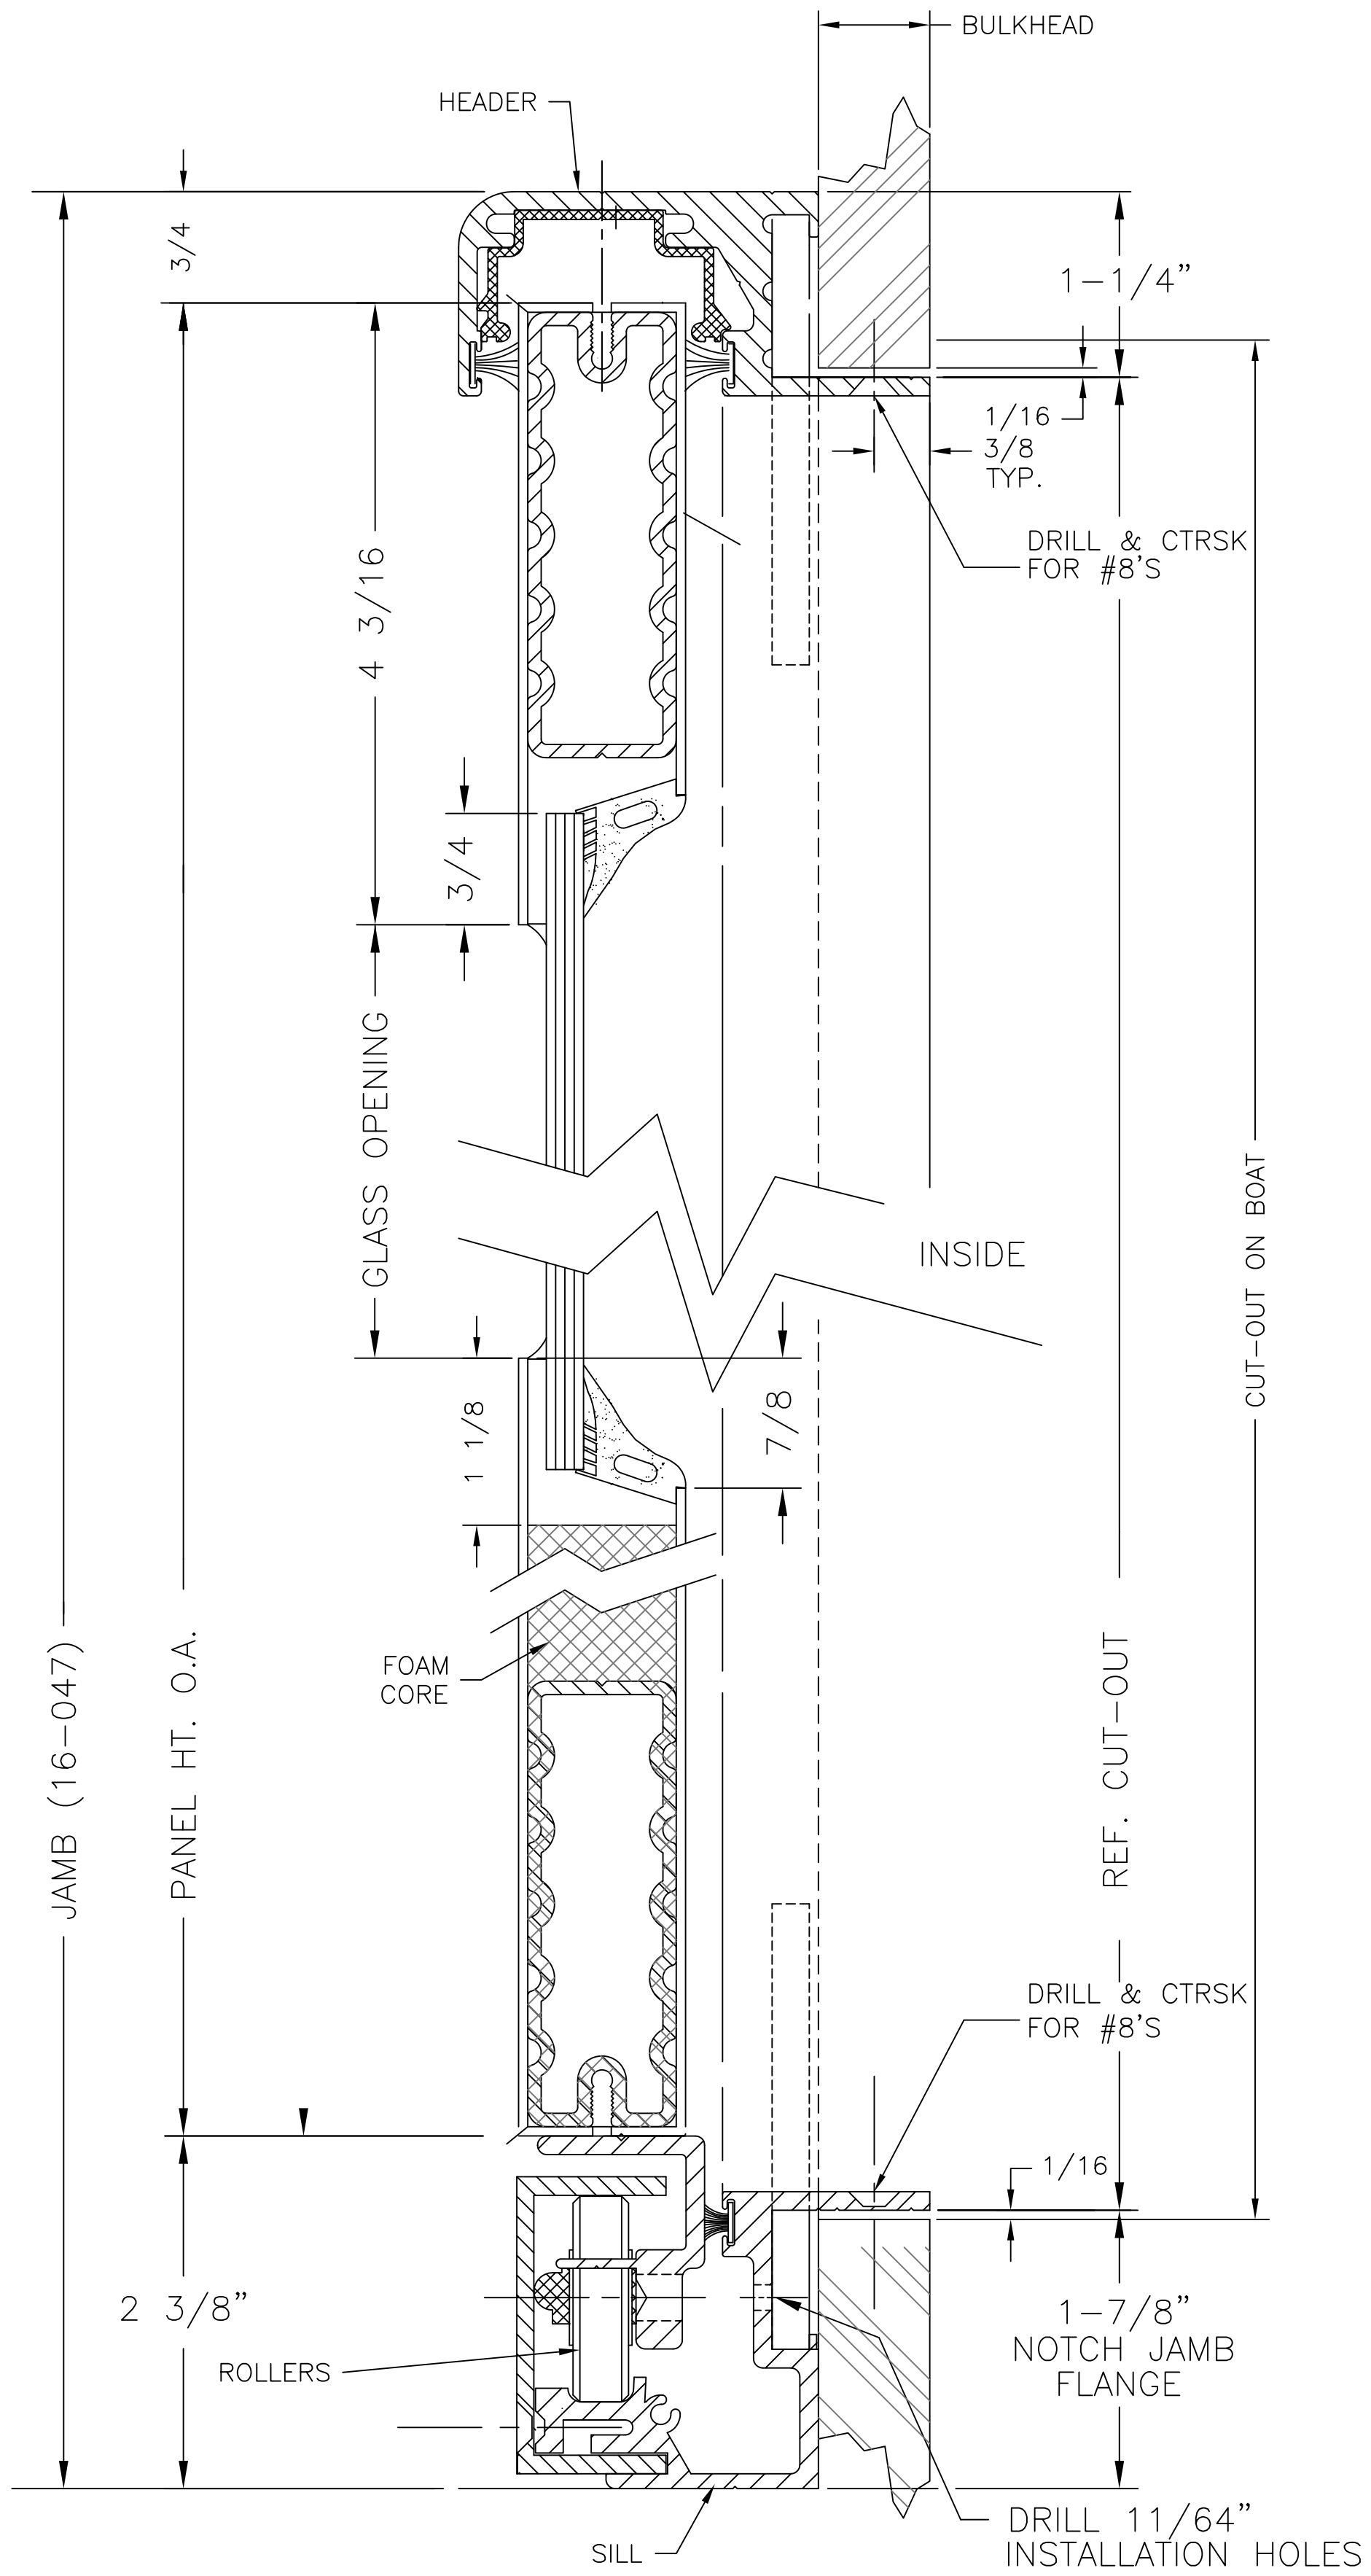 BULKHEAD
HEADER
3/4
1-1/4"
1/16
3/8
TYP.
DRILL & CTRSK
FOR #8'S
4 3/16
3/4
GLASS OPENING
INSIDE
CUT-OUT ON BOAT
1 1/8
7/8
JAMB (16-047)
PANEL HT. O.A.
FOAM
CORE
REF. CUT-OUT
DRILL & CTRSK
FOR #8'S
1/16
2 3/8"
ROLLERS
1-7/8"
NOTCH JAMB
FLANGE
SILL
DRILL 11/64"
INSTALLATION HOLES